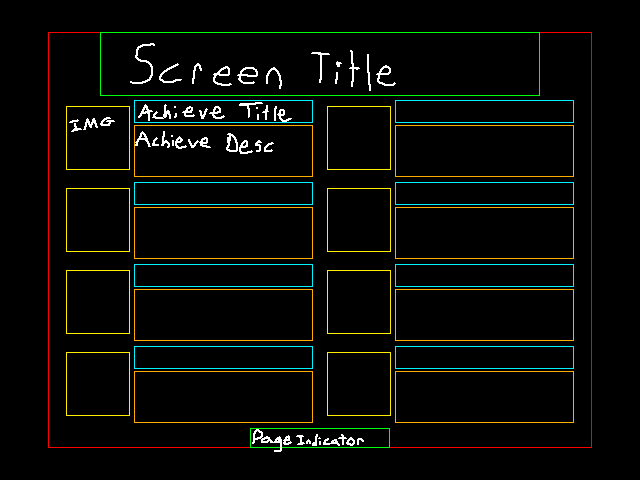 Screen Title
IMG
Achieve Title
Achieve Desc
Page Indicator